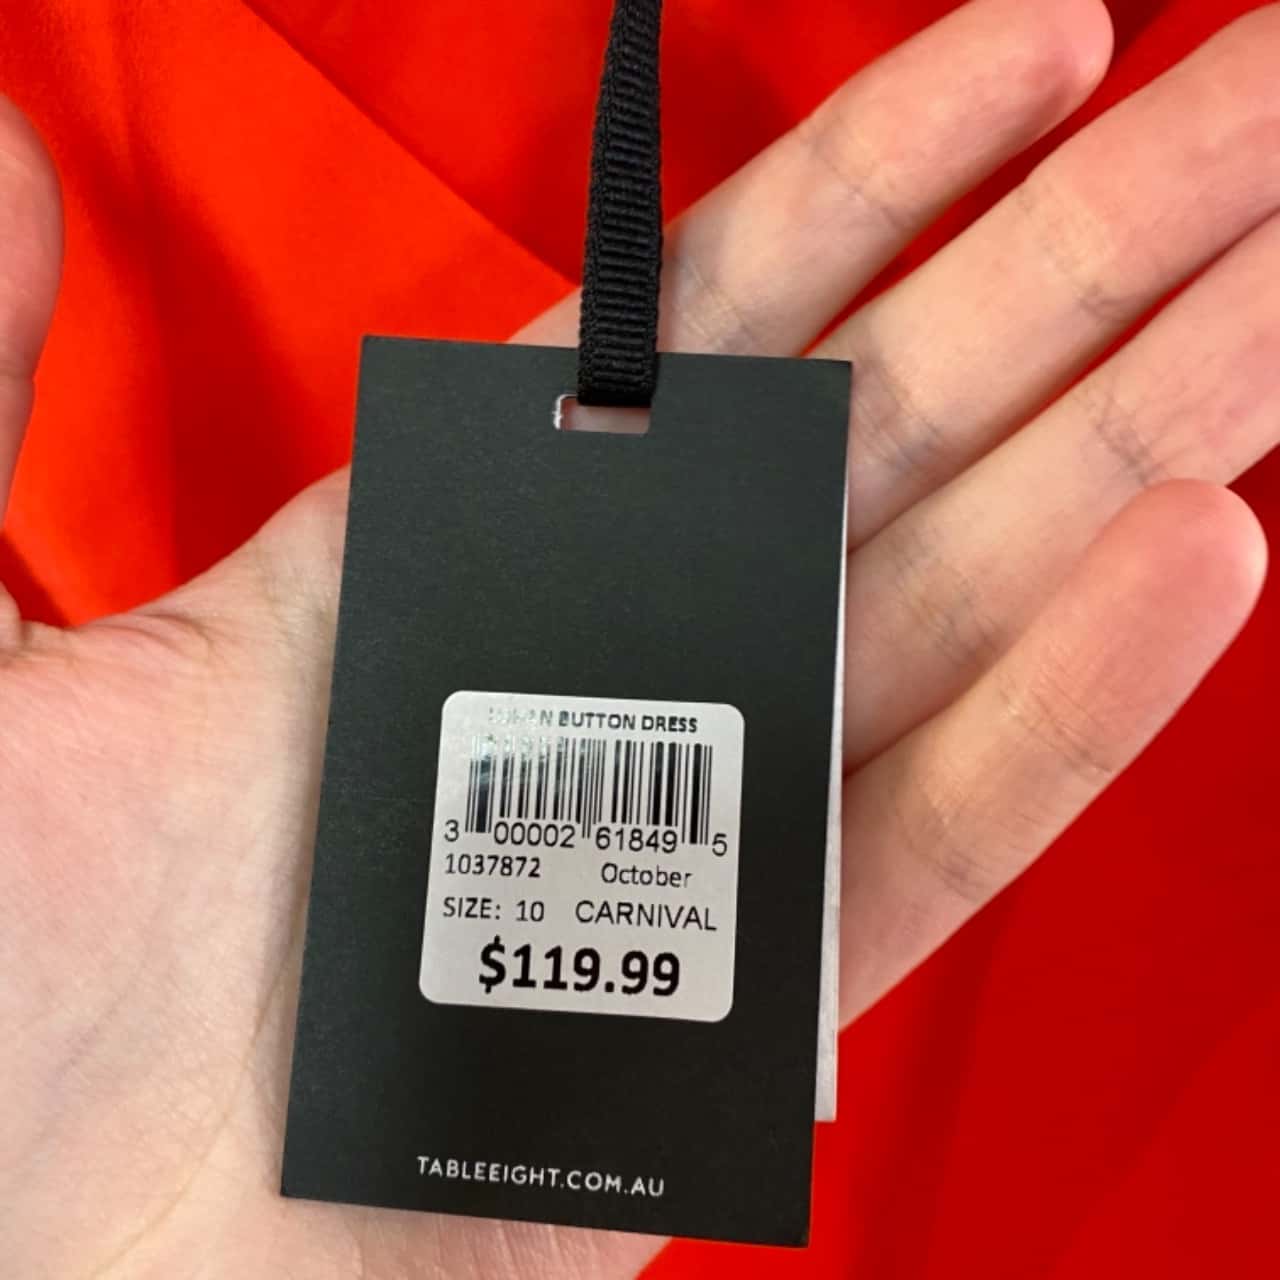 BUTTON DRESS
3 00002 61849 5
1037872 October
SIZE: 10 CARNIVAL
$119.99
TABLEEIGHT.COM.AU